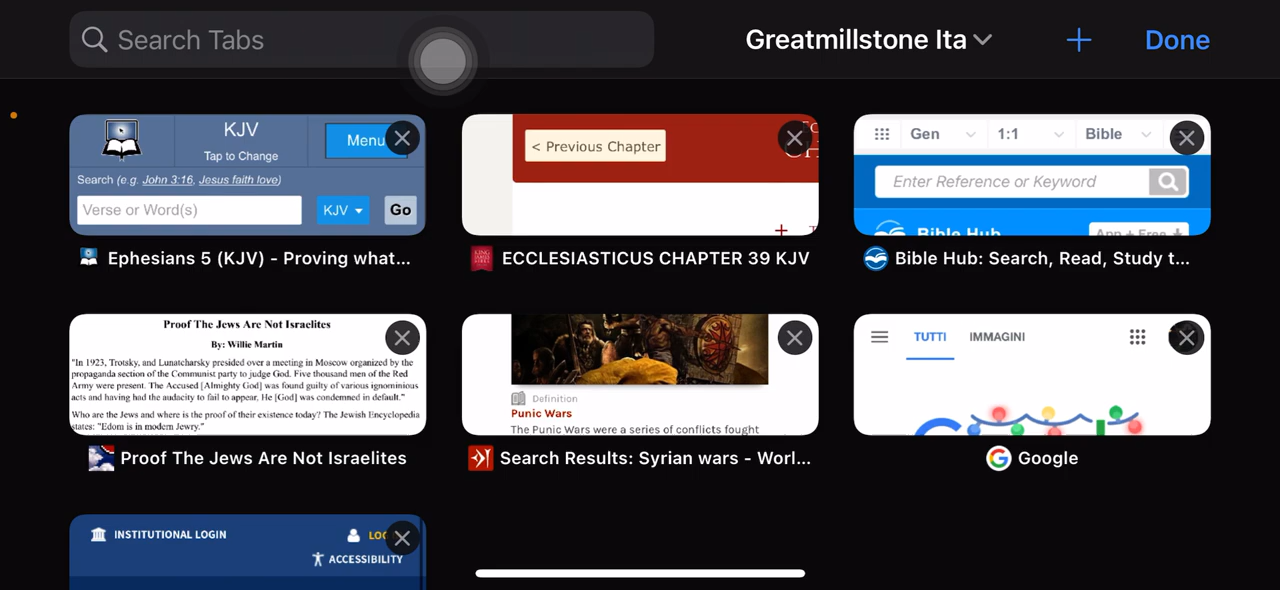 Search Tabs
Greatmillstone Ita
Done
KJV
Tap to Change
Menu
Search (e.g. John 3:16, Jesus faith love)
Verse or Word(s)
KJV
Go
Ephesians 5 (KJV) - Proving what...
< Previous Chapter
ECCLESIASTICUS CHAPTER 39 KJV
Gen
1:1
Bible
Enter Reference or Keyword
Bible Hub
App + Free
Bible Hub: Search, Read, Study t...
Proof The Jews Are Not Israelites
By: Willie Martin
"In 1923, Trotsky, and Lunatcharsky presided over a meeting in Moscow organized by the
propaganda section of the Communist party to judge God. Five thousand men of the Red
Army were present. The Accused [Almighty God] was found guilty of various ignominious
acts and having had the audacity to fail to appear, He [God] was condemned in default."
Who are the Jews and where is the proof of their existence today? The Jewish Encyclopedia
states: "Edom is in modern Jewry."
Proof The Jews Are Not Israelites
Definition
Punic Wars
The Punic Wars were a series of conflicts fought
Search Results: Syrian wars - Worl...
TUTTI
IMMAGINI
Google
INSTITUTIONAL LOGIN
ACCESSIBILITY